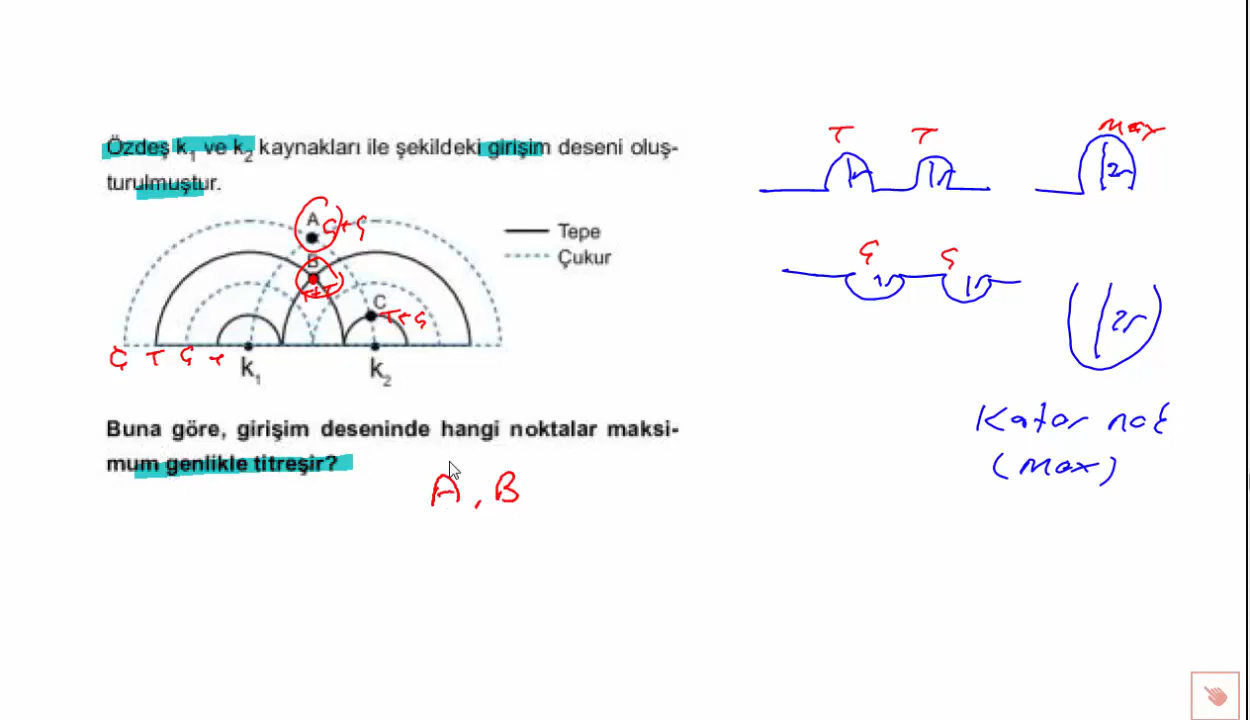 Özdeş k1 ve k2 kaynakları ile şekildeki girişim deseni oluş-
turulmuştur.
A
Ç+Ç
B
T+T
C
T+Ç
Tepe
Çukur
Ç T Ç T
k1
k2
Buna göre, girişim deseninde hangi noktalar maksi-
mum genlikle titreşir?
A, B
T T max
Ç Ç
2r
Katar nok
(max)